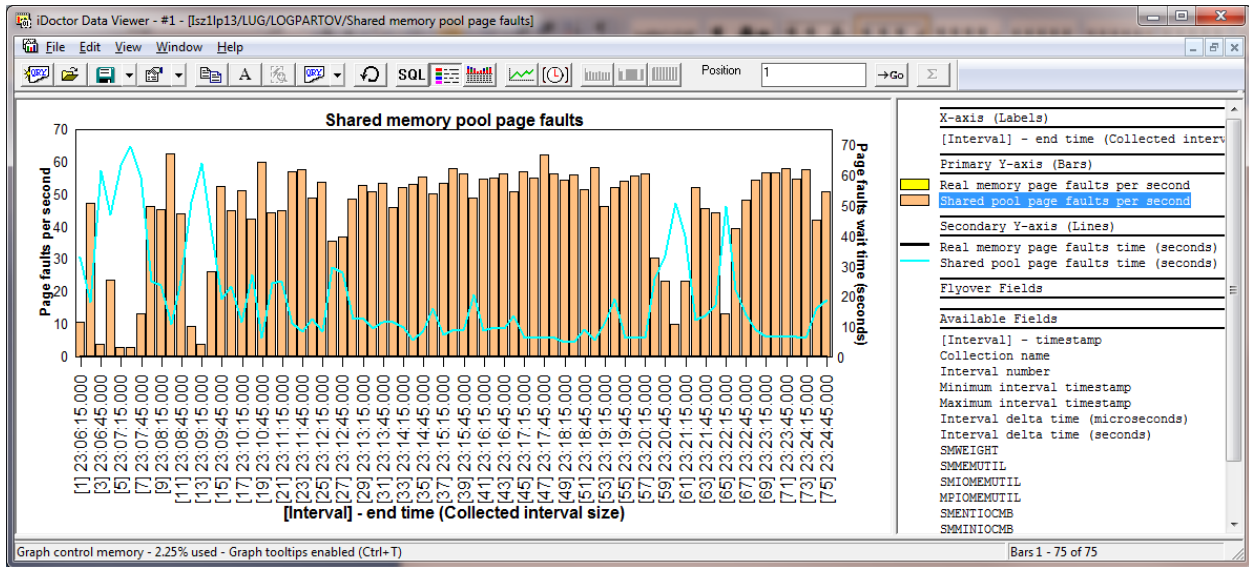 iDoctor Data Viewer - #1 - [Isz1lp13/LUG/LOGPARTOV/Shared memory pool page faults]
File Edit View Window Help
QRY A QRY SQL Position 1 →Go Σ
Shared memory pool page faults
Page faults per second
70
60
50
40
30
20
10
0
70
60
50
40
30
20
10
0
Page faults wait time (seconds)
[1] 23:06:15.000
[3] 23:06:45.000
[5] 23:07:15.000
[7] 23:07:45.000
[9] 23:08:15.000
[11] 23:08:45.000
[13] 23:09:15.000
[15] 23:09:45.000
[17] 23:10:15.000
[19] 23:10:45.000
[21] 23:11:15.000
[23] 23:11:45.000
[25] 23:12:15.000
[27] 23:12:45.000
[29] 23:13:15.000
[31] 23:13:45.000
[33] 23:14:15.000
[35] 23:14:45.000
[37] 23:15:15.000
[39] 23:15:45.000
[41] 23:16:15.000
[43] 23:16:45.000
[45] 23:17:15.000
[47] 23:17:45.000
[49] 23:18:15.000
[51] 23:18:45.000
[53] 23:19:15.000
[55] 23:19:45.000
[57] 23:20:15.000
[59] 23:20:45.000
[61] 23:21:15.000
[63] 23:21:45.000
[65] 23:22:15.000
[67] 23:22:45.000
[69] 23:23:15.000
[71] 23:23:45.000
[73] 23:24:15.000
[75] 23:24:45.000
[Interval] - end time (Collected interval size)
X-axis (Labels)
[Interval] - end time (Collected interv
Primary Y-axis (Bars)
Real memory page faults per second
Shared pool page faults per second
Secondary Y-axis (Lines)
Real memory page faults time (seconds)
Shared pool page faults time (seconds)
Flyover Fields
Available Fields
[Interval] - timestamp
Collection name
Interval number
Minimum interval timestamp
Maximum interval timestamp
Interval delta time (microseconds)
Interval delta time (seconds)
SMWEIGHT
SMMEMUTIL
SMIOMEMUTIL
MPIOMEMUTIL
SMENTIOCMB
SMMINIOCMB
Graph control memory - 2.25% used - Graph tooltips enabled (Ctrl+T)
Bars 1 - 75 of 75